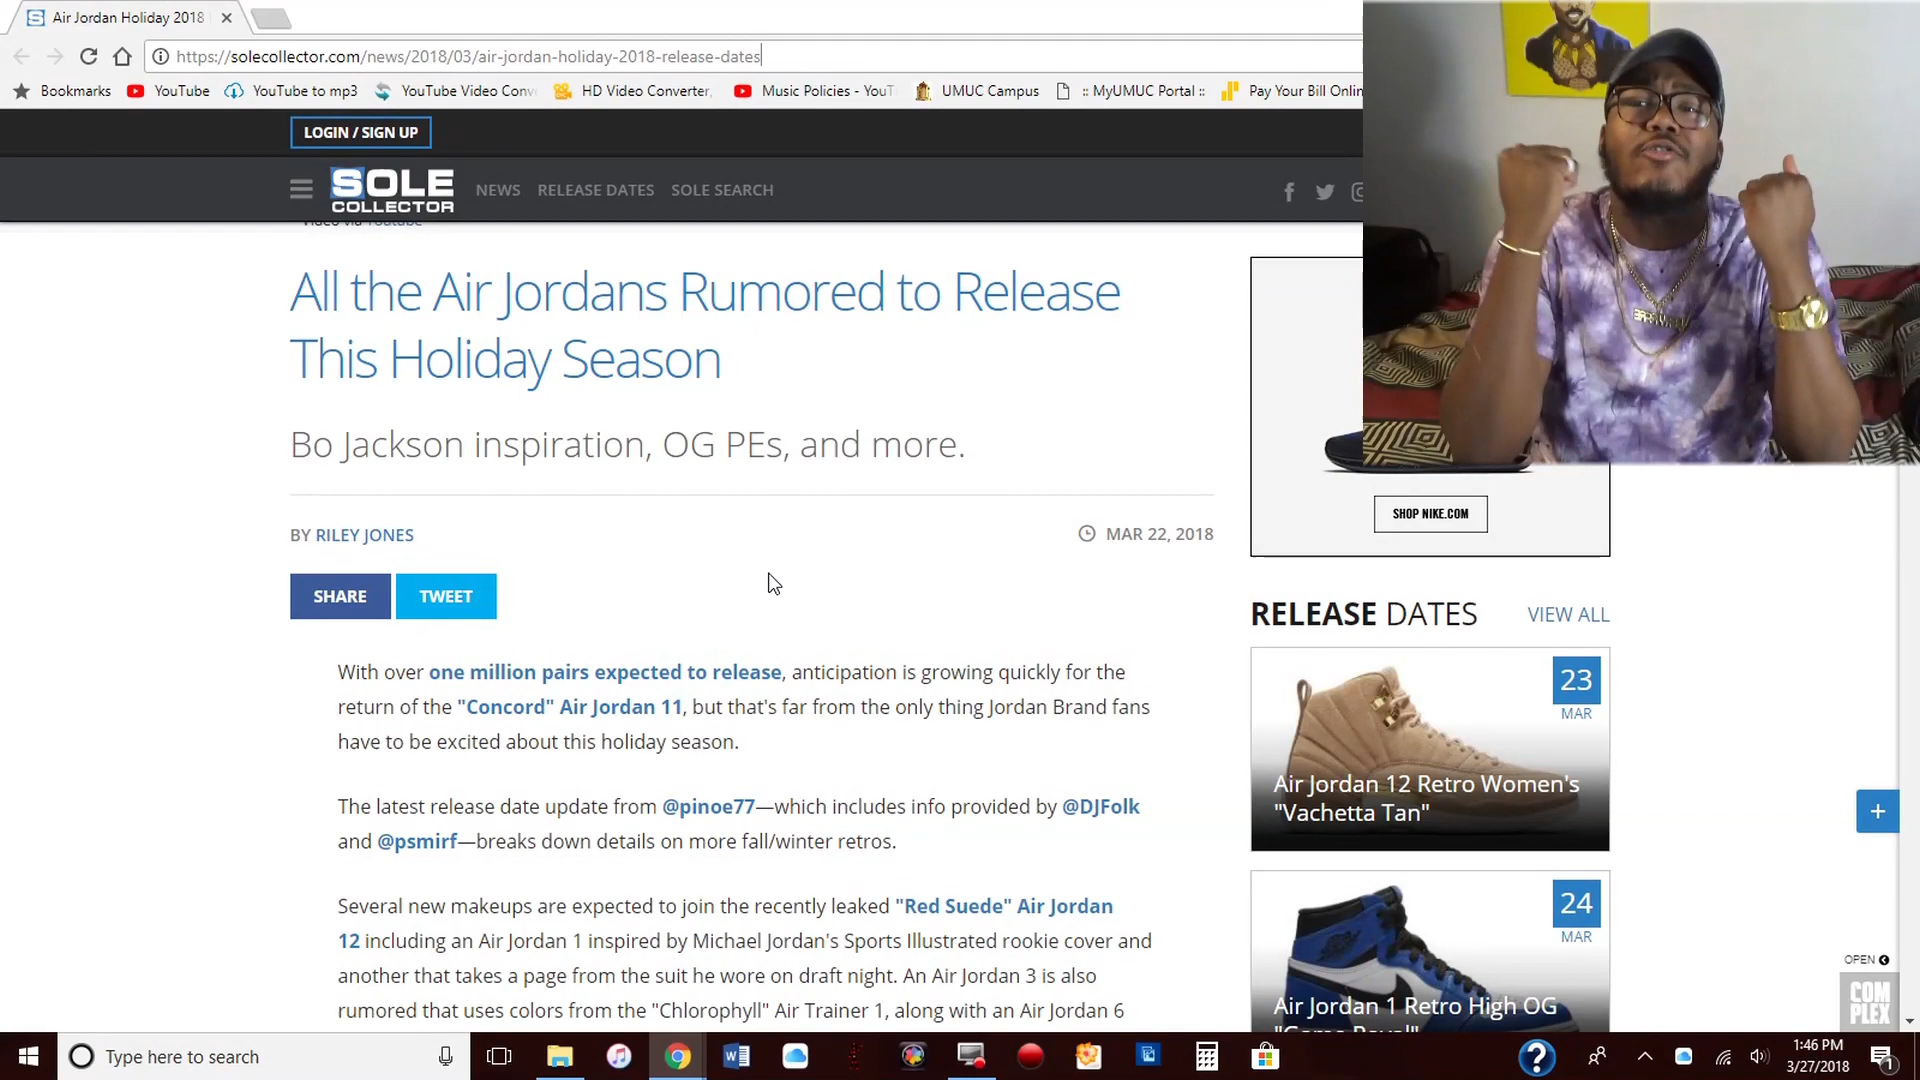 Air Jordan Holiday 2018
https://solecollector.com/news/2018/03/air-jordan-holiday-2018-release-dates
Bookmarks YouTube YouTube to mp3 YouTube Video Conv HD Video Converter, Music Policies - YouT UMUC Campus :: MyUMUC Portal :: Pay Your Bill Onlin
LOGIN / SIGN UP
SOLE COLLECTOR
NEWS RELEASE DATES SOLE SEARCH
Video via Youtube
All the Air Jordans Rumored to Release
This Holiday Season
Bo Jackson inspiration, OG PEs, and more.
BY RILEY JONES
MAR 22, 2018
SHARE TWEET
With over one million pairs expected to release, anticipation is growing quickly for the
return of the "Concord" Air Jordan 11, but that's far from the only thing Jordan Brand fans
have to be excited about this holiday season.
The latest release date update from @pinoe77—which includes info provided by @DJFolk
and @psmirf—breaks down details on more fall/winter retros.
Several new makeups are expected to join the recently leaked "Red Suede" Air Jordan
12 including an Air Jordan 1 inspired by Michael Jordan's Sports Illustrated rookie cover and
another that takes a page from the suit he wore on draft night. An Air Jordan 3 is also
rumored that uses colors from the "Chlorophyll" Air Trainer 1, along with an Air Jordan 6
SHOP NIKE.COM
RELEASE DATES VIEW ALL
23
MAR
Air Jordan 12 Retro Women's
"Vachetta Tan"
24
MAR
Air Jordan 1 Retro High OG
"Game Royal"
+
OPEN
COM
PLEX
Type here to search
1:46 PM
3/27/2018
1